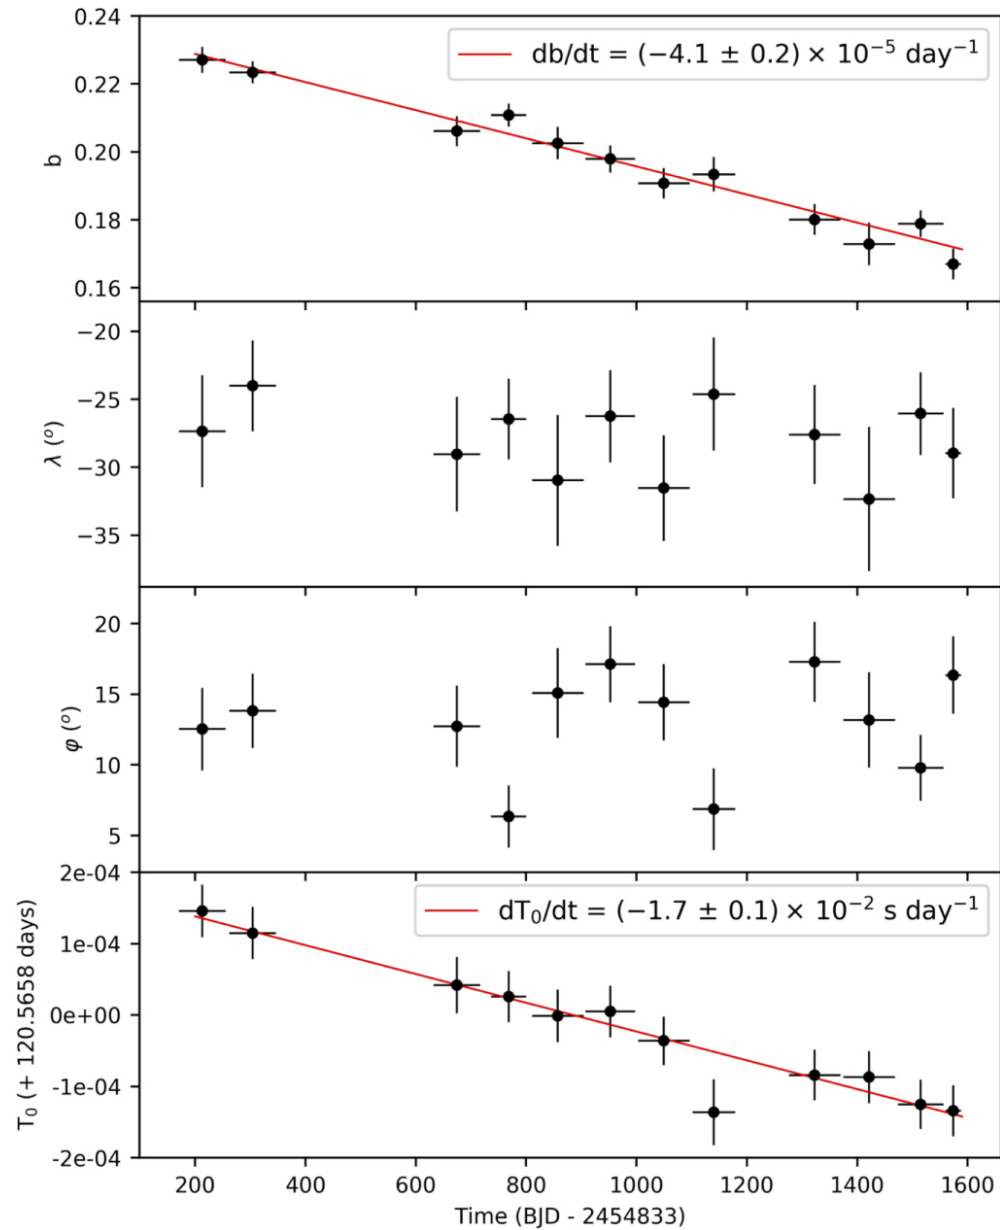 0.24
db/dt = (−4.1 ± 0.2) × 10⁻⁵ day⁻¹
0.22
0.20
b
0.18
0.16
−20
−25
λ (°)
−30
−35
20
15
φ (°)
10
5
2e-04
dT₀/dt = (−1.7 ± 0.1) × 10⁻² s day⁻¹
1e-04
0e+00
T₀ (+ 120.5658 days)
-1e-04
-2e-04
200 400 600 800 1000 1200 1400 1600
Time (BJD - 2454833)